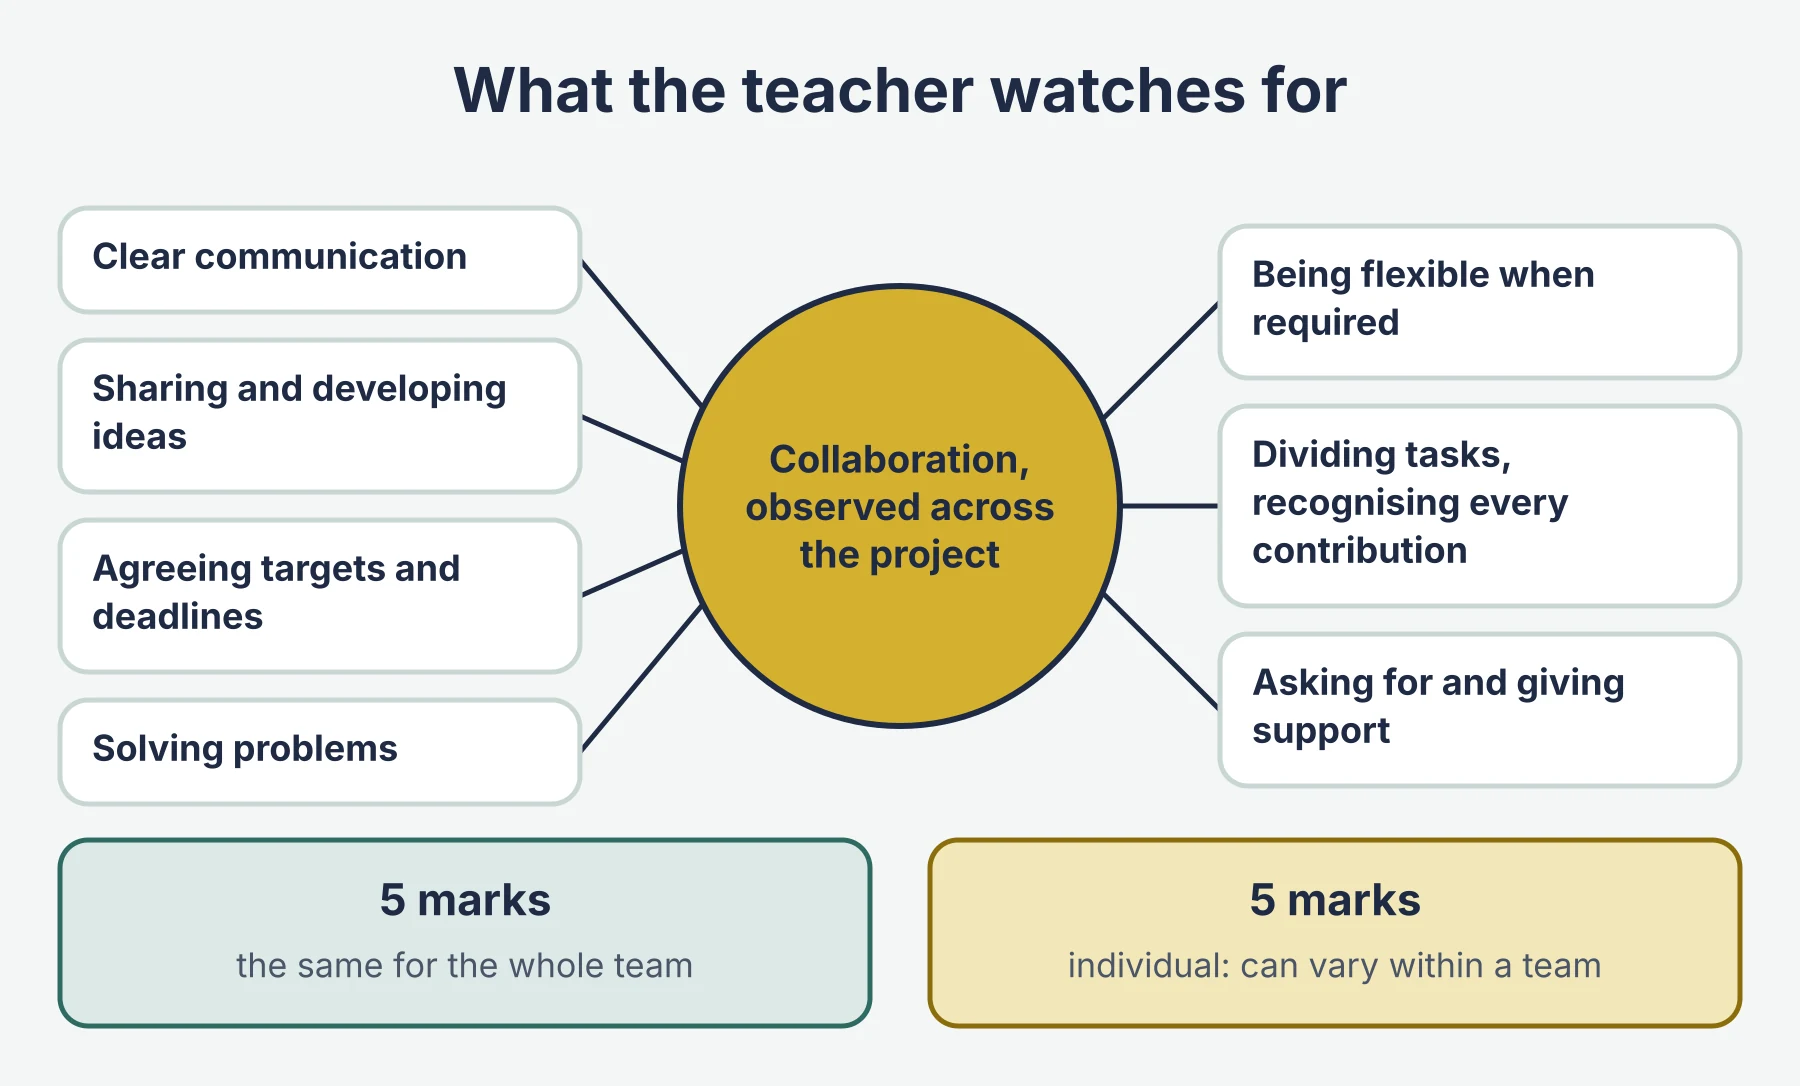 What the teacher watches for
Clear communication
Sharing and developing
ideas
Agreeing targets and
deadlines
Solving problems
Collaboration,
observed across
the project
Being flexible when
required
Dividing tasks,
recognising every
contribution
Asking for and giving
support
5 marks
the same for the whole team
5 marks
individual: can vary within a team